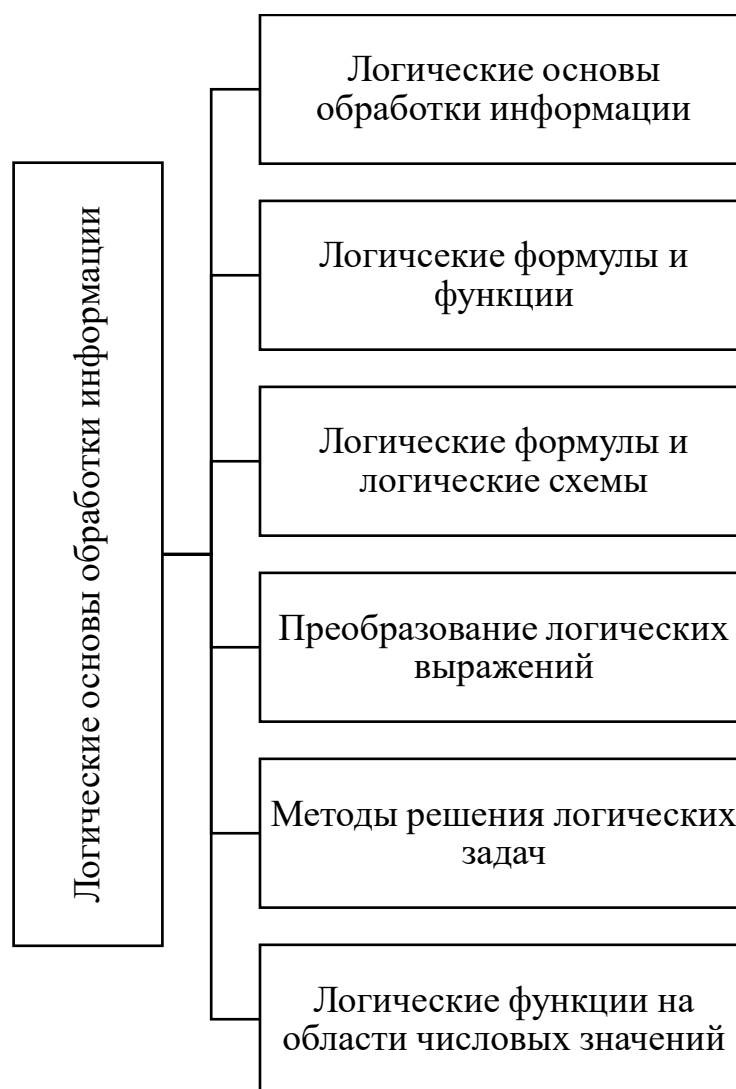 Логические основы обработки информации
Логические основы
обработки информации
Логичсекие формулы и
функции
Логические формулы и
логические схемы
Преобразование логических
выражений
Методы решения логических
задач
Логические функции на
области числовых значений